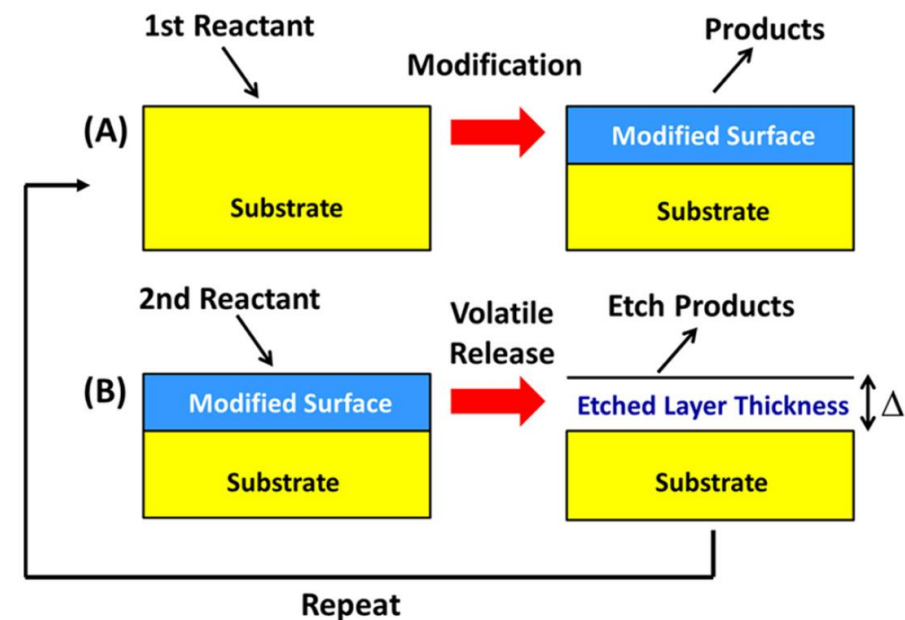 1st Reactant
Products
Modification
(A)
Modified Surface
Substrate
Substrate
2nd Reactant
Volatile
Release
Etch Products
(B)
Modified Surface
Etched Layer Thickness
Δ
Substrate
Substrate
Repeat